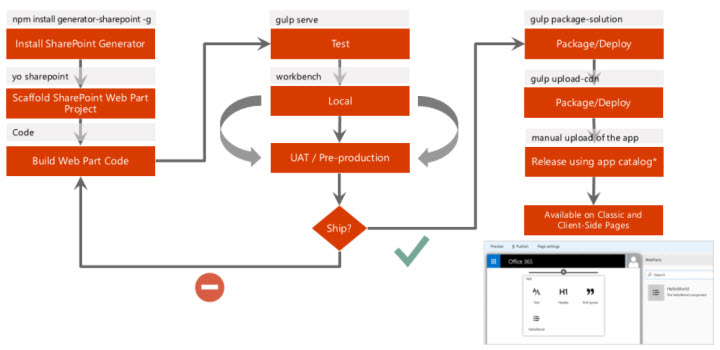 npm install generator-sharepoint -g
Install SharePoint Generator
yo sharepoint
Scaffold SharePoint Web Part
Project
Code
Build Web Part Code
gulp serve
Test
workbench
Local
UAT / Pre-production
Ship?
gulp package-solution
Package/Deploy
gulp upload-cdn
Package/Deploy
manual upload of the app
Release using app catalog*
Available on Classic and
Client-Side Pages
Preview
Publish
Page settings
Office 365
Text
H1
Header
Pull quote
HelloWorld
WebParts
Search
HelloWorld
The HelloWorld component